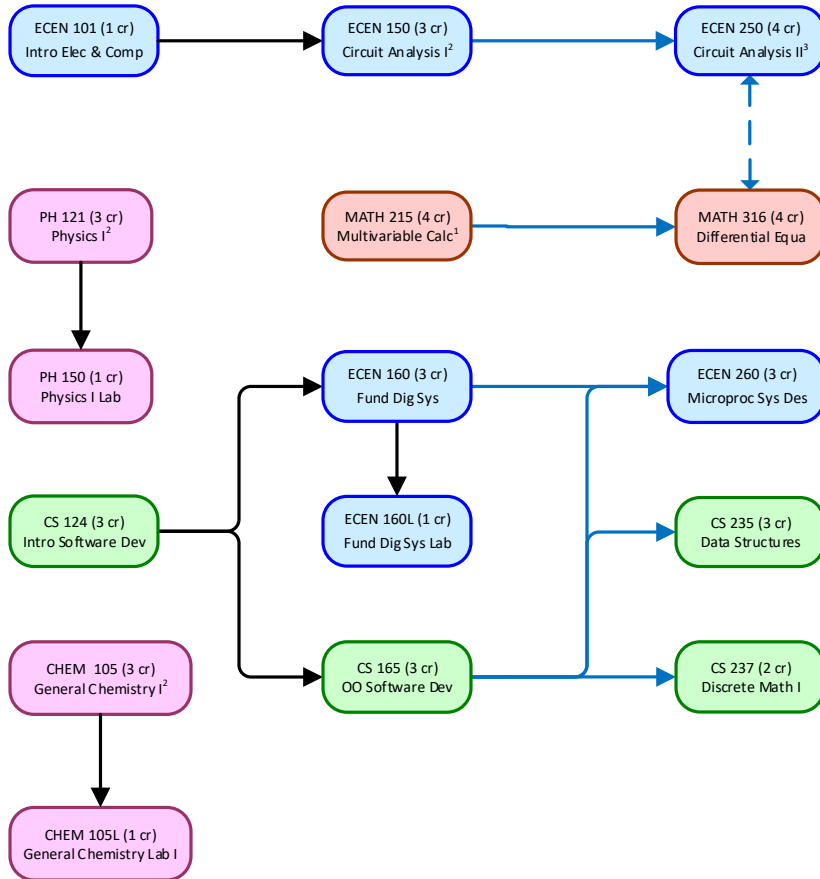 ECEN 101 (1 cr)
Intro Elec & Comp
ECEN 150 (3 cr)
Circuit Analysis I²
ECEN 250 (4 cr)
Circuit Analysis II³
PH 121 (3 cr)
Physics I²
MATH 215 (4 cr)
Multivariable Calc¹
MATH 316 (4 cr)
Differential Equa
PH 150 (1 cr)
Physics I Lab
ECEN 160 (3 cr)
Fund Dig Sys
ECEN 260 (3 cr)
Microproc Sys Des
CS 124 (3 cr)
Intro Software Dev
ECEN 160L (1 cr)
Fund Dig Sys Lab
CS 235 (3 cr)
Data Structures
CHEM 105 (3 cr)
General Chemistry I²
CS 165 (3 cr)
OO Software Dev
CS 237 (2 cr)
Discrete Math I
CHEM 105L (1 cr)
General Chemistry Lab I